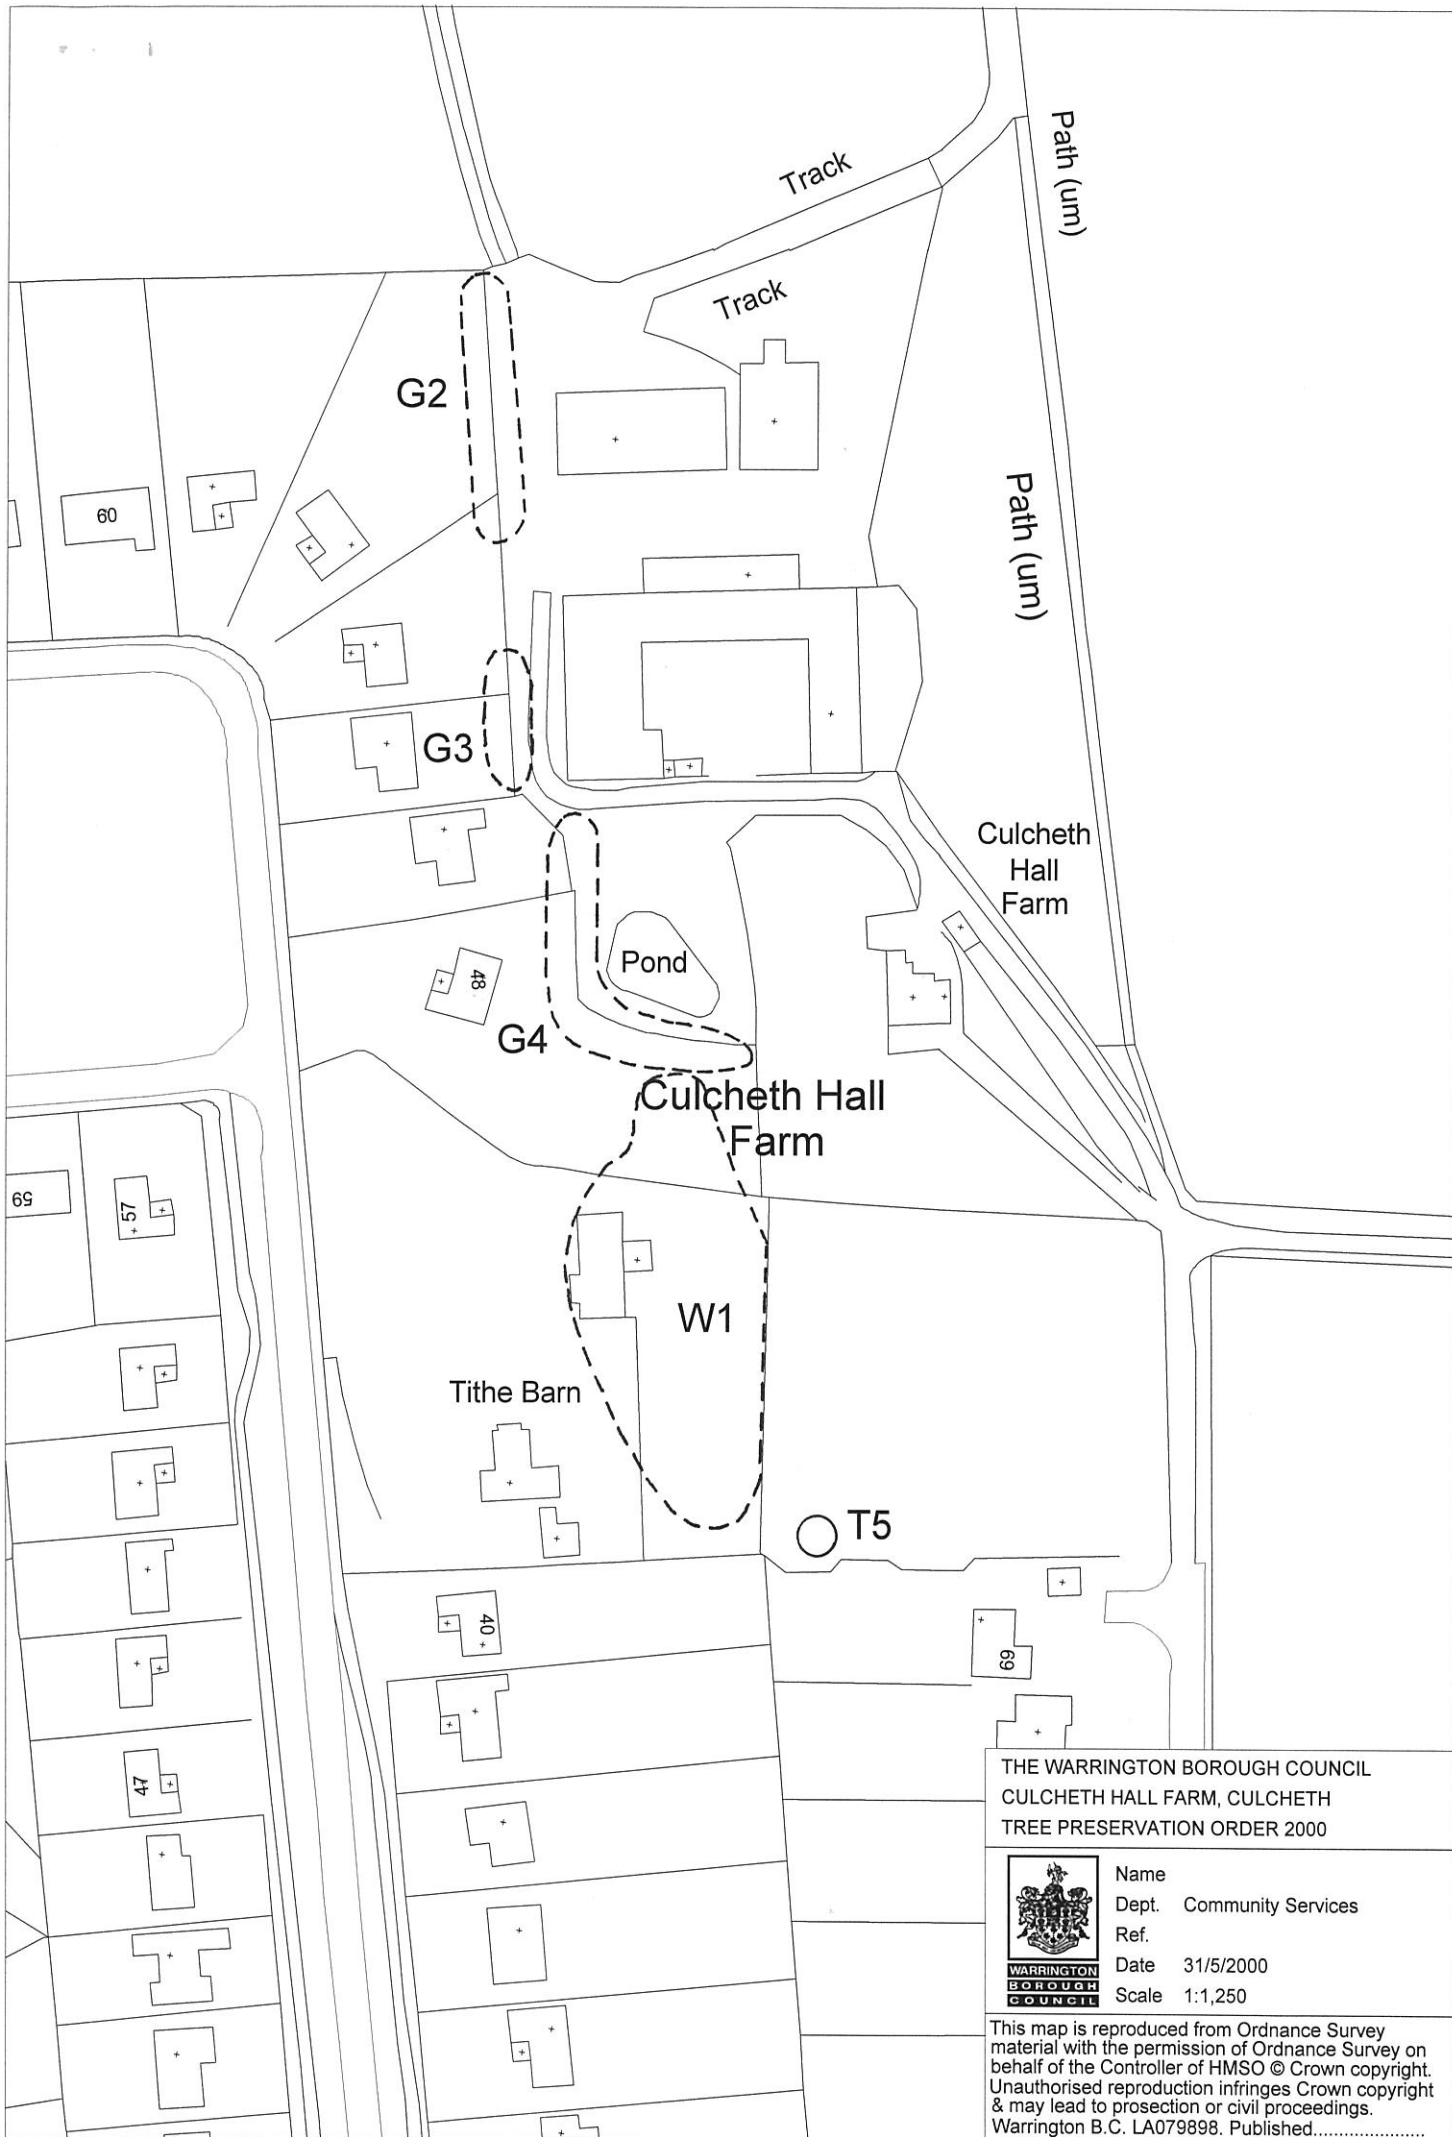 Path (um)
Track
Track
G2
60
Path (um)
G3
Culcheth
Hall
Farm
Pond
48
G4
Culcheth Hall
Farm
59
57
W1
Tithe Barn
T5
40
69
47
THE WARRINGTON BOROUGH COUNCIL
CULCHETH HALL FARM, CULCHETH
TREE PRESERVATION ORDER 2000
Name
Dept. Community Services
Ref.
Date 31/5/2000
Scale 1:1,250
WARRINGTON
BOROUGH
COUNCIL
This map is reproduced from Ordnance Survey
material with the permission of Ordnance Survey on
behalf of the Controller of HMSO © Crown copyright.
Unauthorised reproduction infringes Crown copyright
& may lead to prosection or civil proceedings.
Warrington B.C. LA079898. Published......................